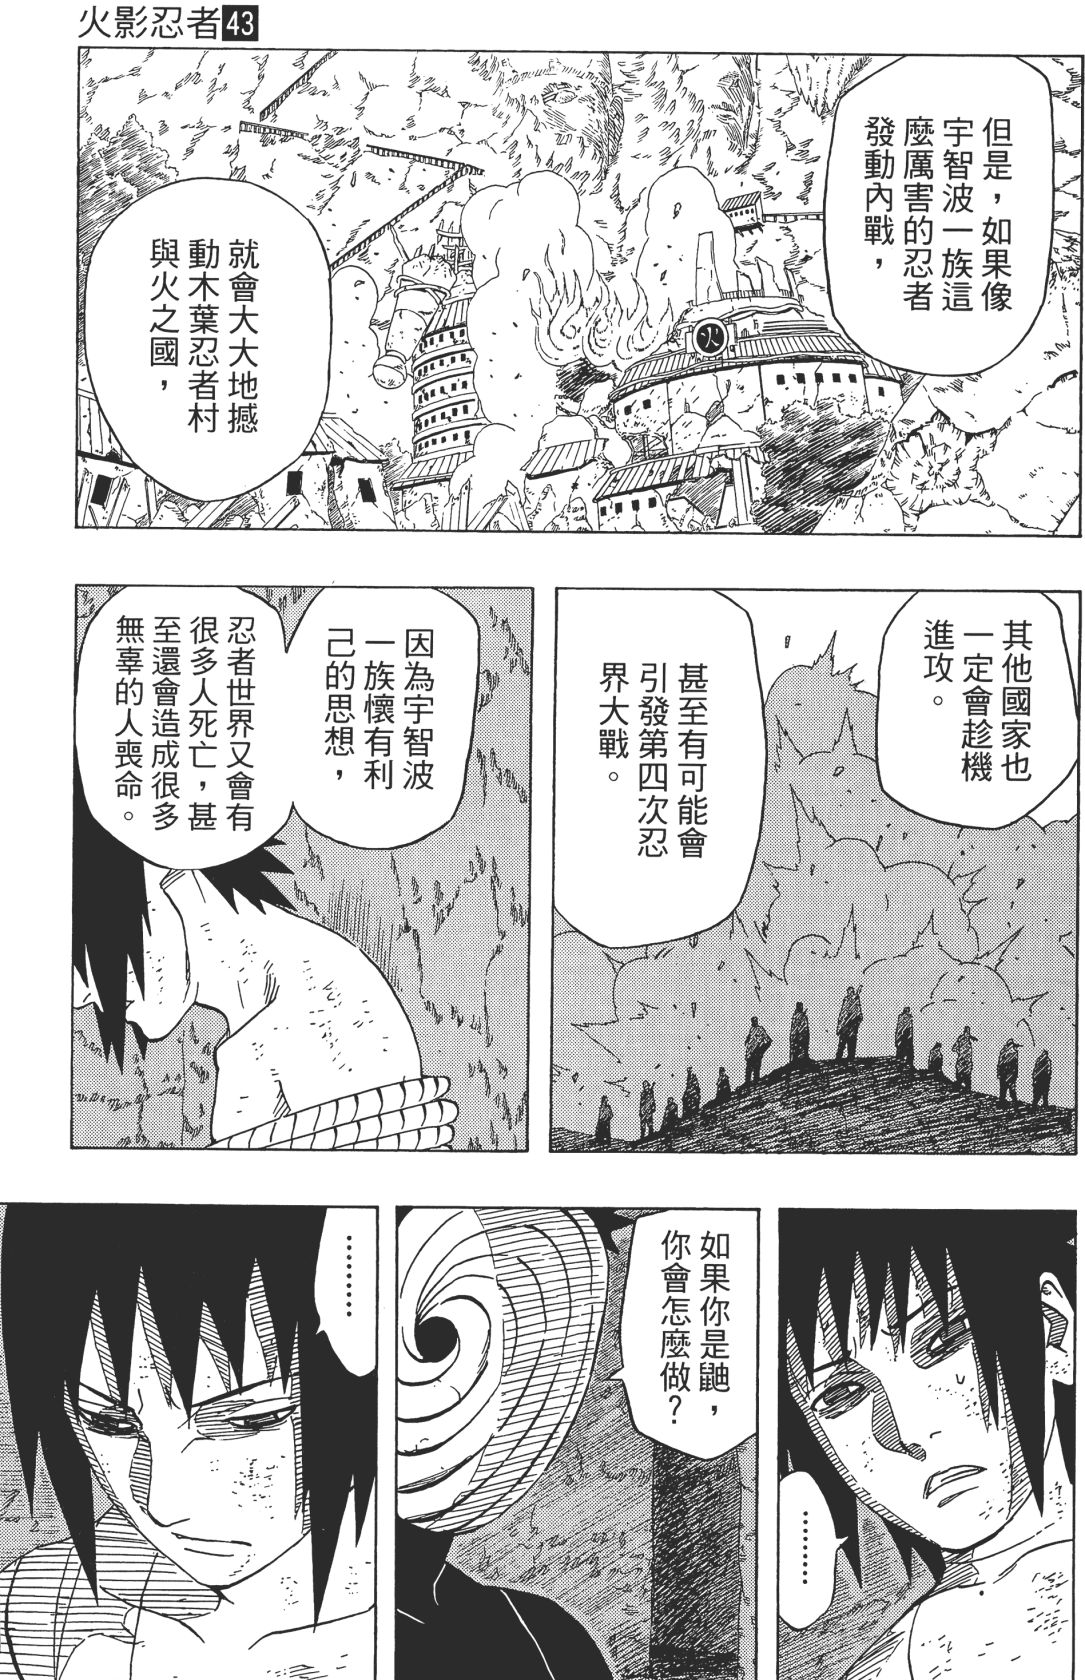 火影忍者43
但是，如果像
宇智波一族這
麼厲害的忍者
發動內戰，
就會大大地撼
動木葉忍者村
與火之國，
火
其他國家也
一定會趁機
進攻。
甚至有可能會
引發第四次忍
界大戰。
因為宇智波
一族懷有利
己的思想，
忍者世界又會有
很多人死亡，甚
至還會造成很多
無辜的人喪命。
………
如果你是鼬，
你會怎麼做？
………